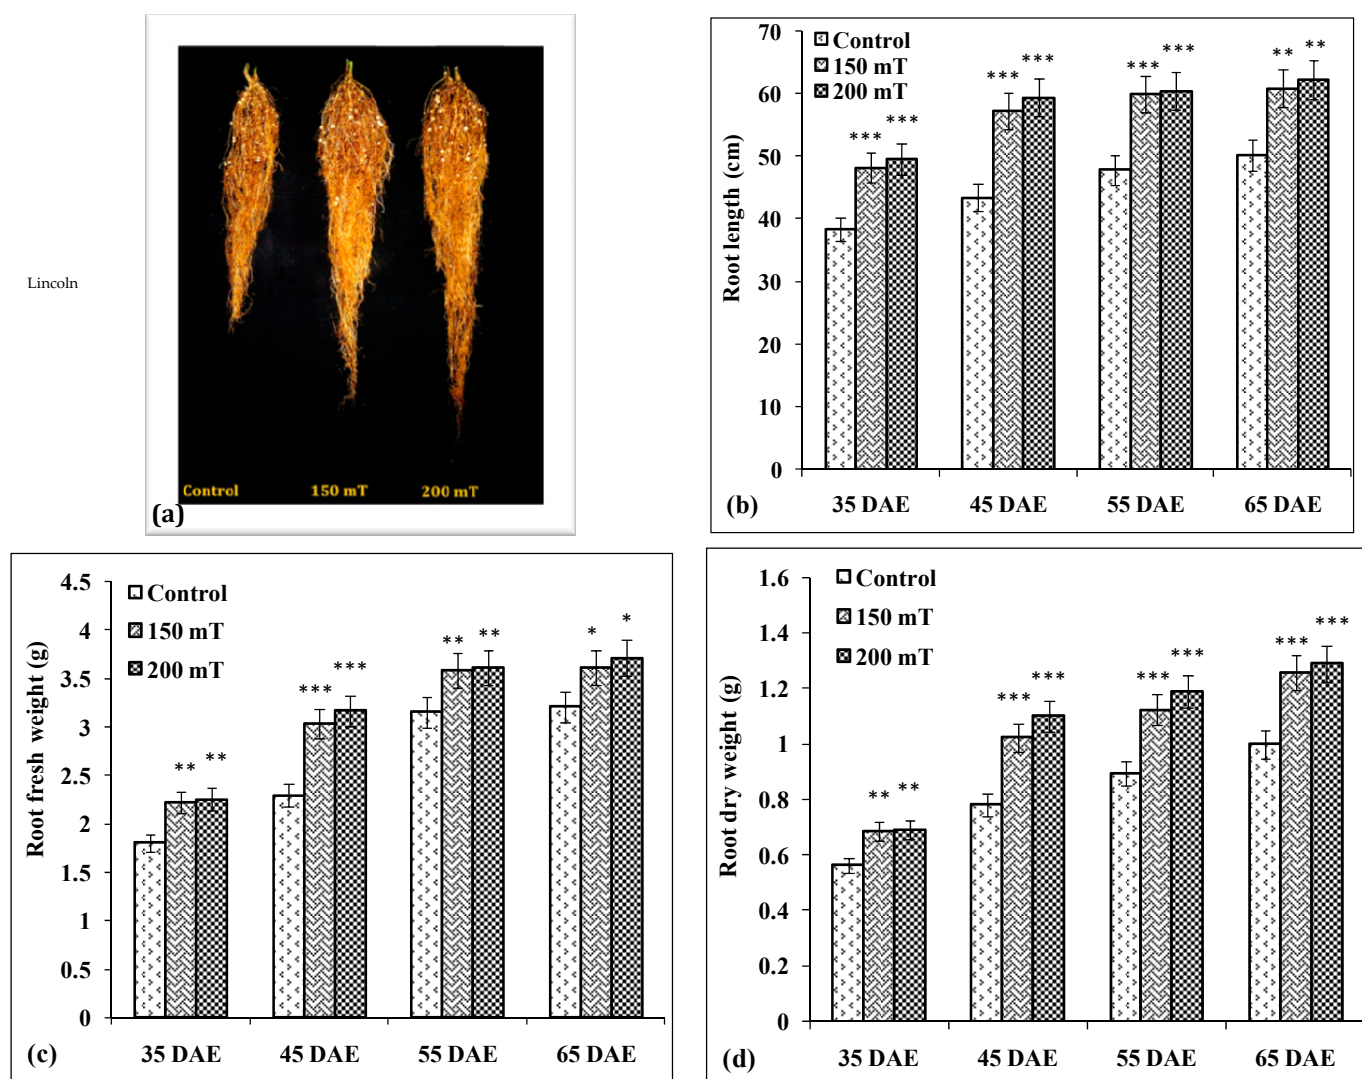 Lincoln
Control 150 mT 200 mT
(a)
Control
150 mT
200 mT
Root length (cm)
70
60
50
40
30
20
10
0
*** *** *** *** *** *** ** **
35 DAE 45 DAE 55 DAE 65 DAE
(b)
Control
150 mT
200 mT
Root fresh weight (g)
4.5
4
3.5
3
2.5
2
1.5
1
0.5
0
** ** *** *** ** ** * *
35 DAE 45 DAE 55 DAE 65 DAE
(c)
Control
150 mT
200 mT
Root dry weight (g)
1.6
1.4
1.2
1
0.8
0.6
0.4
0.2
0
** ** *** *** *** *** *** ***
35 DAE 45 DAE 55 DAE 65 DAE
(d)